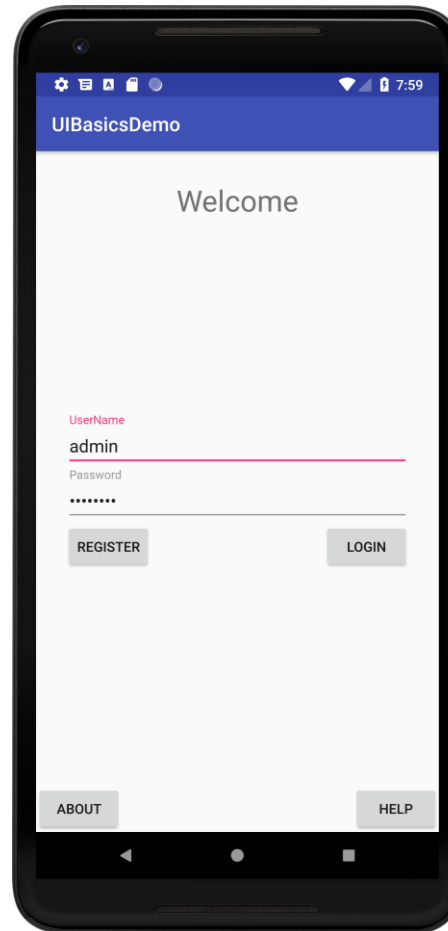 7:59
UIBasicsDemo
Welcome
UserName
admin
Password
••••••••
REGISTER LOGIN
ABOUT HELP